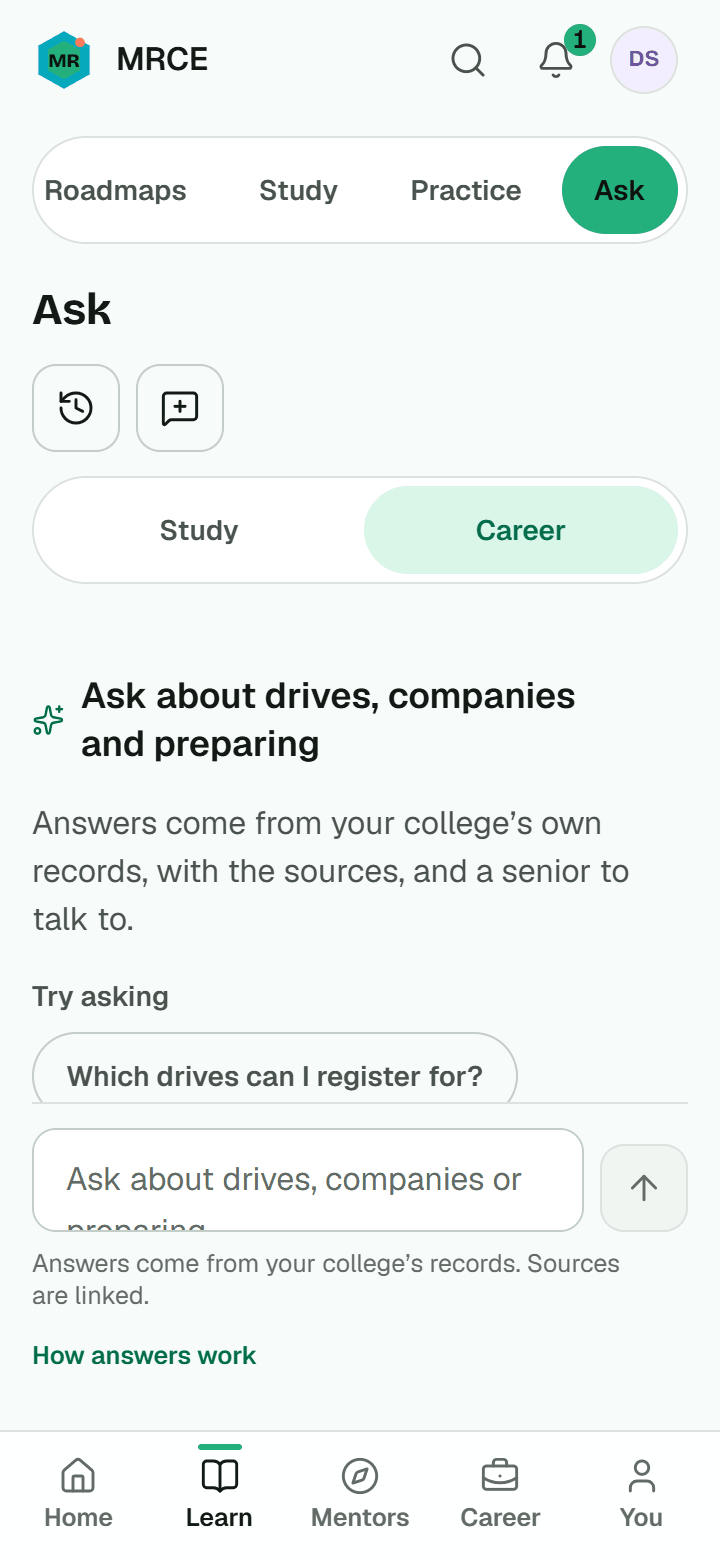 MR
MRCE
1
DS
Roadmaps
Study
Practice
Ask
Ask
Study
Career
Ask about drives, companies
and preparing
Answers come from your college’s own
records, with the sources, and a senior to
talk to.
Try asking
Which drives can I register for?
Ask about drives, companies or
preparing
Answers come from your college’s records. Sources
are linked.
How answers work
Home
Learn
Mentors
Career
You